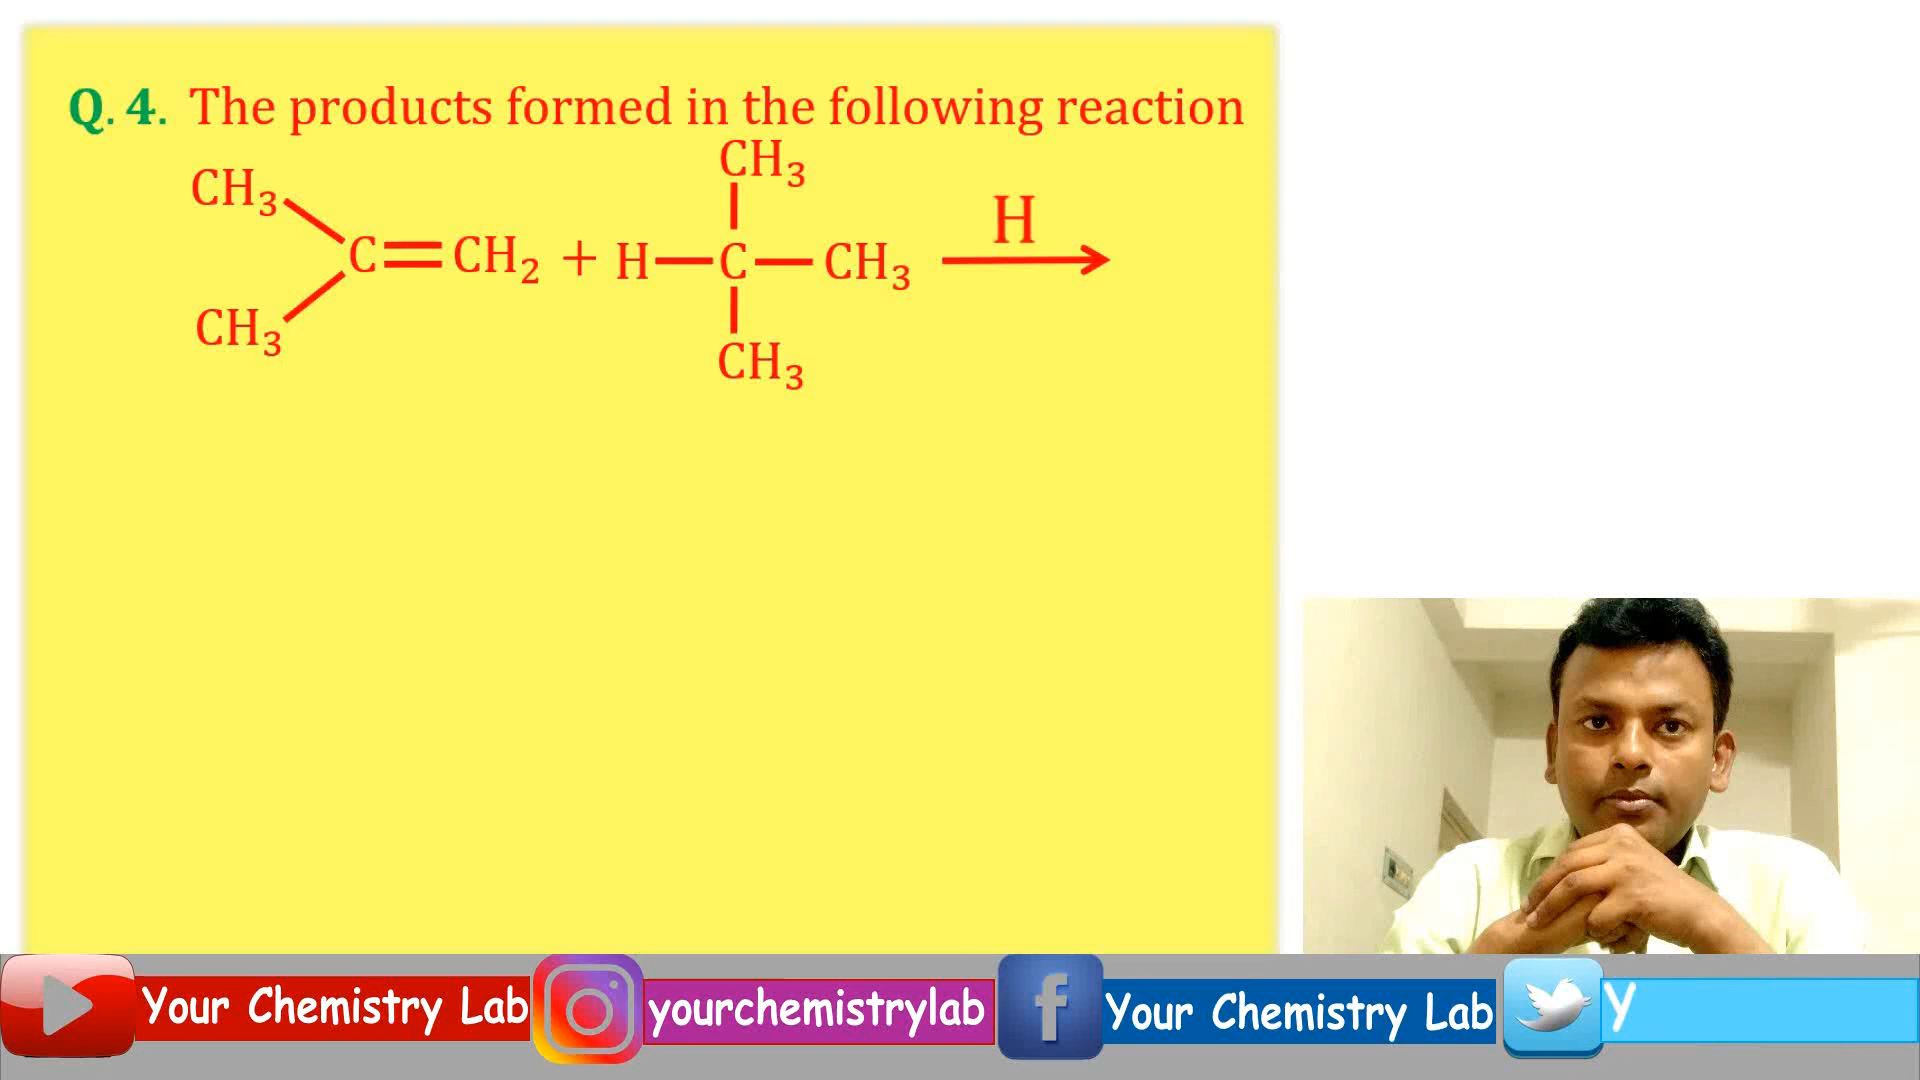 Q. 4. The products formed in the following reaction
CH₃
CH₃
H
C=CH₂ + H—C—CH₃
CH₃
CH₃
Your Chemistry Lab
yourchemistrylab
f
Your Chemistry Lab
Y